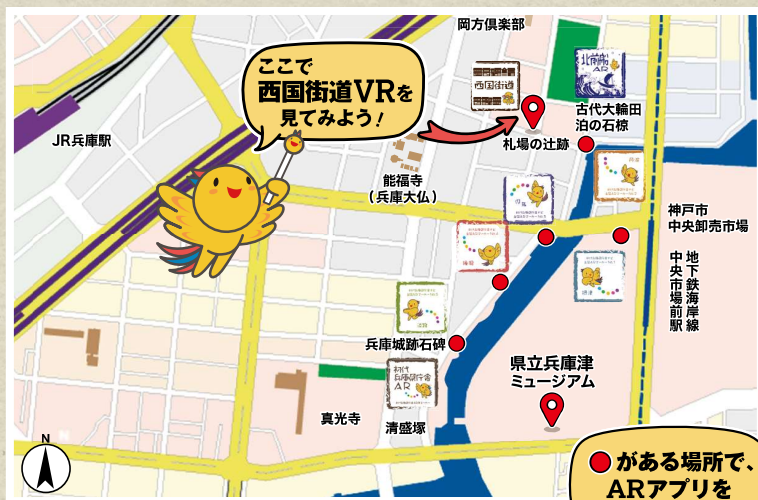 岡方倶楽部
ここで
西国街道VRを
見てみよう！
西国街道
北前船
AR
古代大輪田
泊の石椋
JR兵庫駅
札場の辻跡
能福寺
（兵庫大仏）
神戸市
中央卸売市場
地下鉄海岸線
中央市場前駅
兵庫城跡石碑
初代
兵庫県庁舎
AR
県立兵庫津
ミュージアム
真光寺
清盛塚
N
がある場所で、
ARアプリを